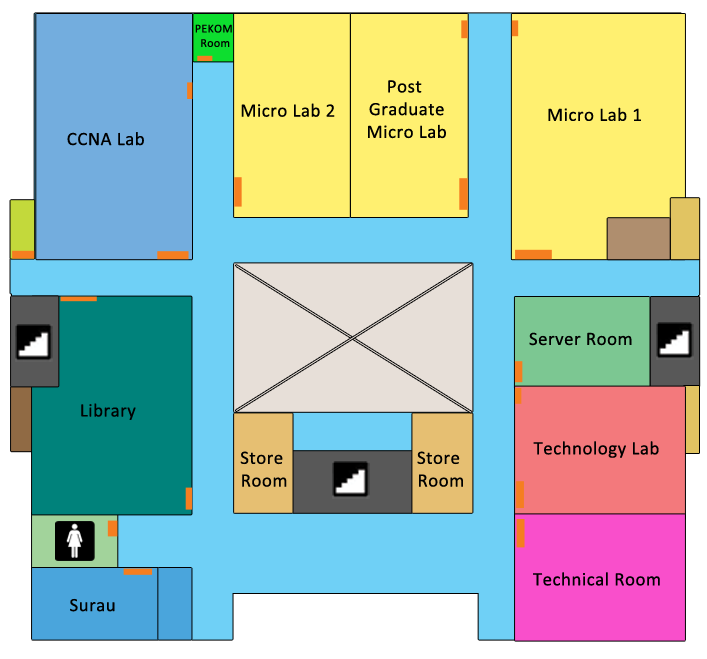 PEKOM
Room
CCNA Lab
Micro Lab 2
Post
Graduate
Micro Lab
Micro Lab 1
Server Room
Library
Technology Lab
Store
Room
Store
Room
Technical Room
Surau